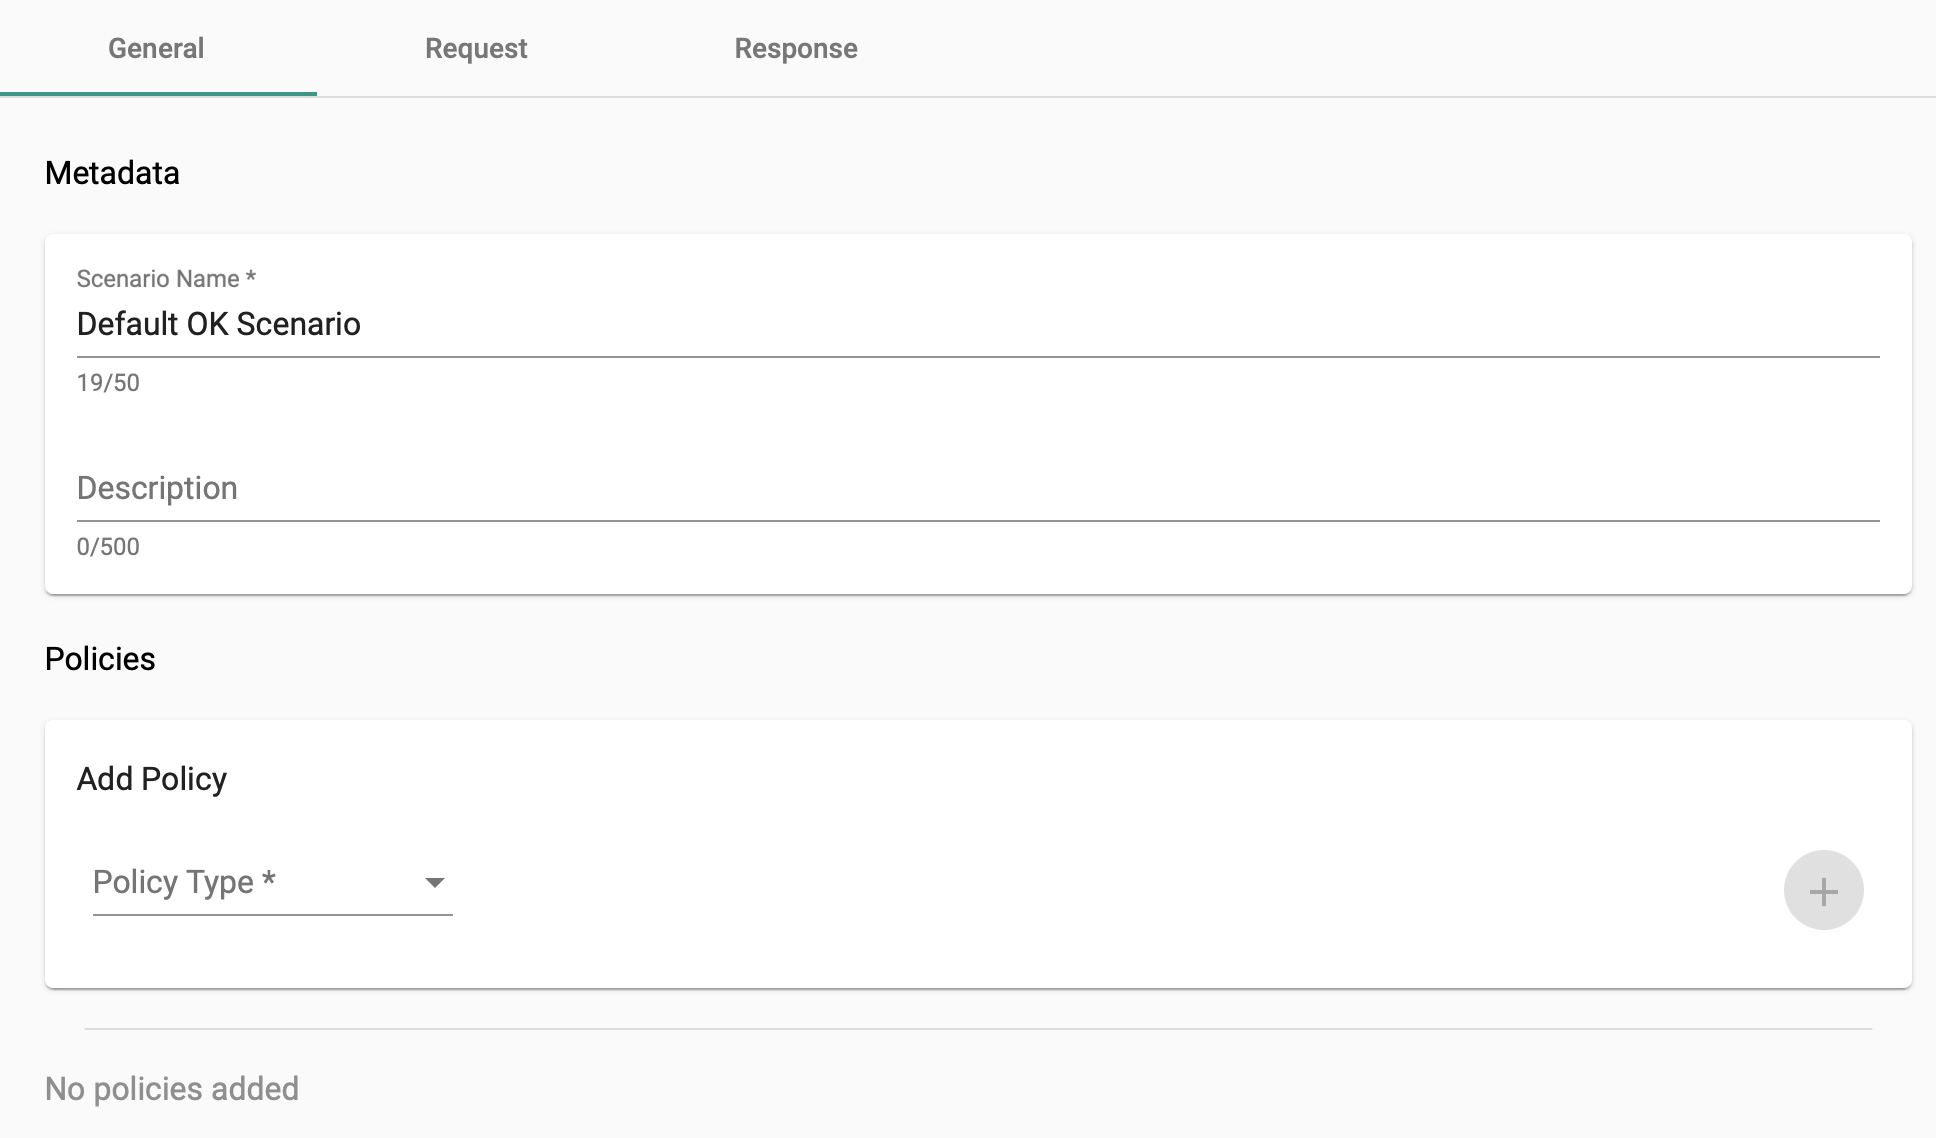 General Request Response
Metadata
Scenario Name *
Default OK Scenario
19/50
Description
0/500
Policies
Add Policy
Policy Type *
No policies added